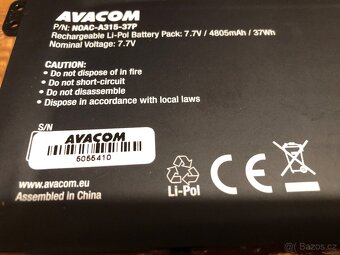 AVACOM
P/N: NOAC-A315-37P
Rechargeable Li-Pol Battery Pack: 7.7V / 4805mAh / 37Wh
Nominal Voltage: 7.7V
CAUTION:
• Do not dispose of in fire
• Do not short-circuit
• Do not disassemble
• Dispose in accordance with local laws
S/N
AVACOM
5055410
www.avacom.eu
Assembled in China
Li-Pol
CE
Bazoš.cz